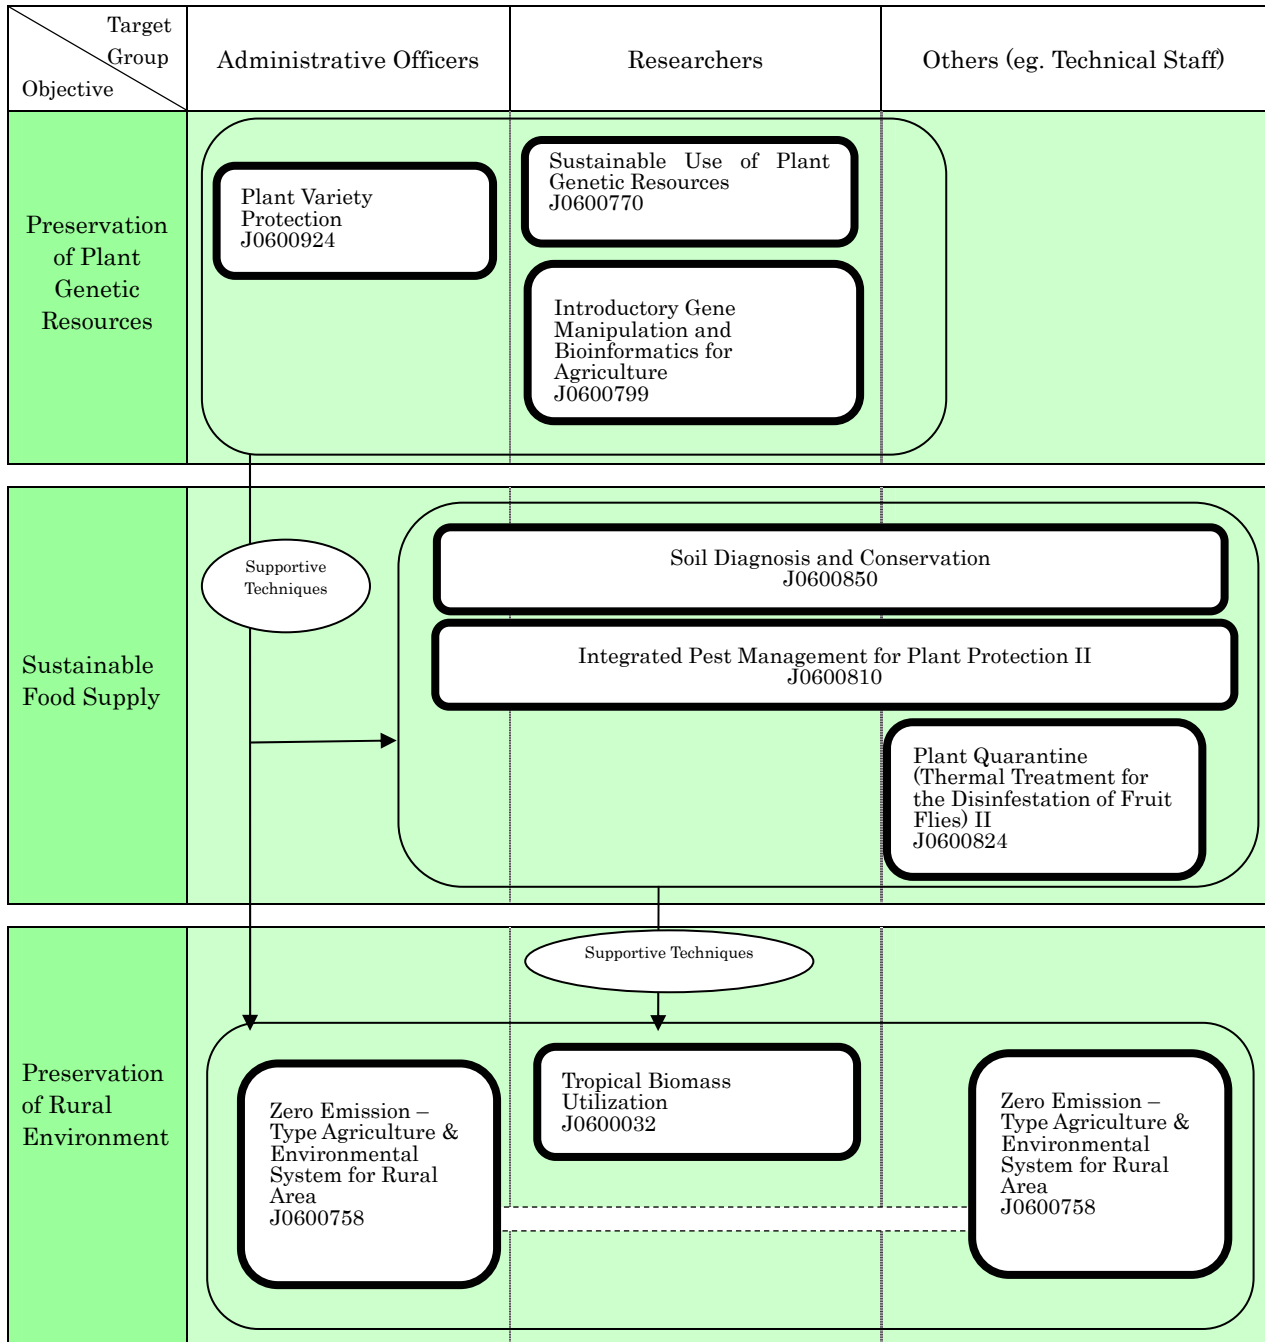 Target
Group
Objective
Administrative Officers
Researchers
Others (eg. Technical Staff)
Preservation
of Plant
Genetic
Resources
Plant Variety
Protection
J0600924
Sustainable Use of Plant
Genetic Resources
J0600770
Introductory Gene
Manipulation and
Bioinformatics for
Agriculture
J0600799
Sustainable
Food Supply
Supportive
Techniques
Soil Diagnosis and Conservation
J0600850
Integrated Pest Management for Plant Protection II
J0600810
Plant Quarantine
(Thermal Treatment for
the Disinfestation of Fruit
Flies) II
J0600824
Preservation
of Rural
Environment
Supportive Techniques
Zero Emission –
Type Agriculture &
Environmental
System for Rural
Area
J0600758
Tropical Biomass
Utilization
J0600032
Zero Emission –
Type Agriculture &
Environmental
System for Rural
Area
J0600758